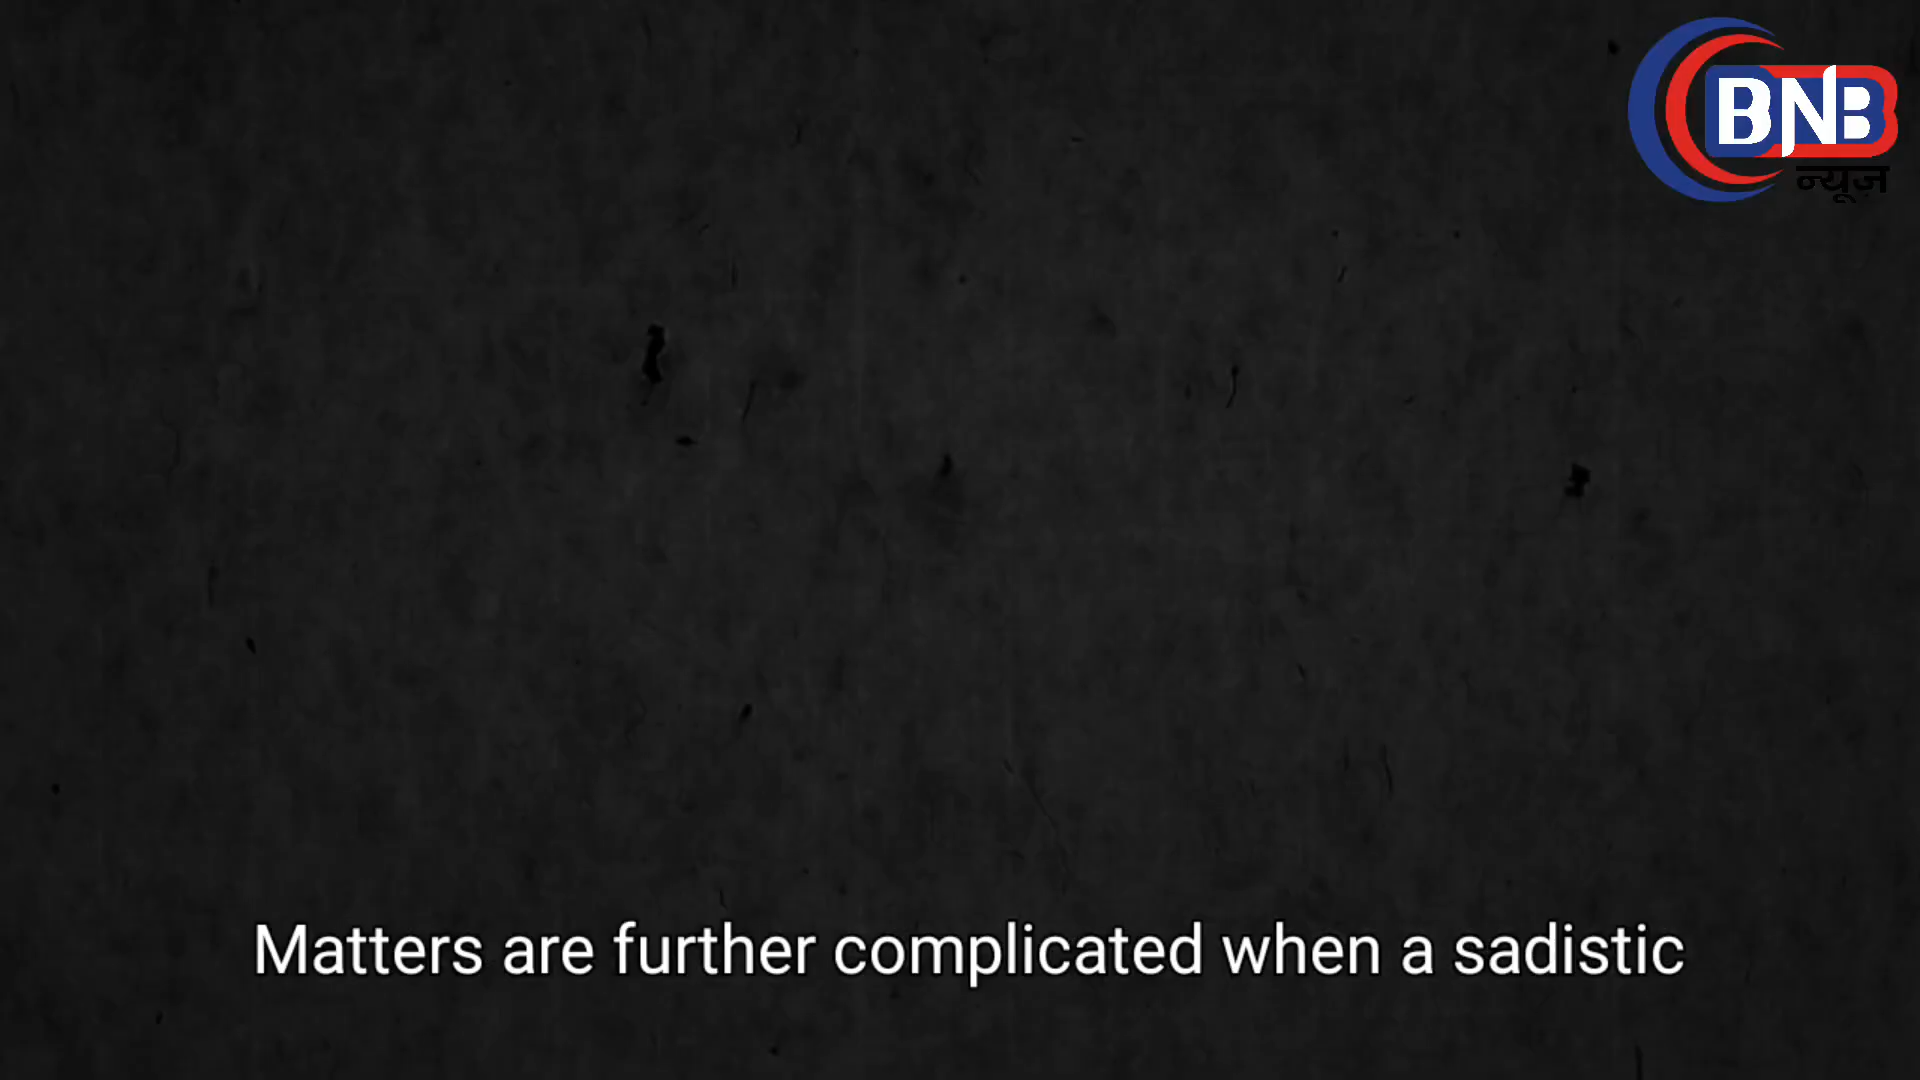 BNB
न्यूज
Matters are further complicated when a sadistic